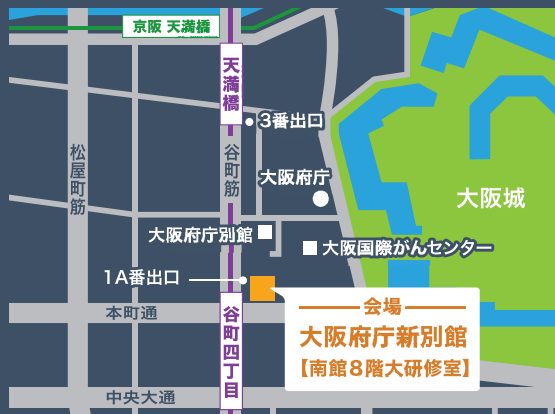 京阪 天満橋
天満橋
3番出口
松屋町筋
谷町筋
大阪府庁
大阪城
大阪府庁別館
大阪国際がんセンター
1A番出口
本町通
谷町四丁目
会場
大阪府庁新別館
【南館8階大研修室】
中央大通